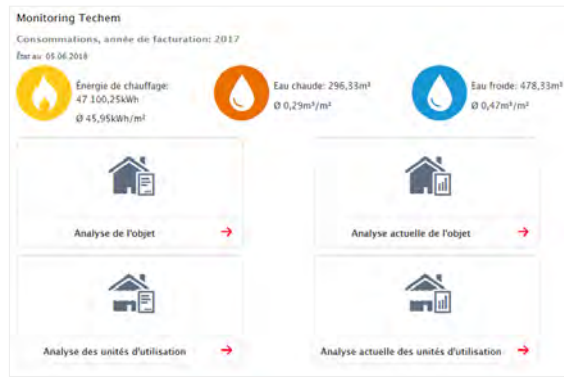 Monitoring Techem
Consommations, année de facturation: 2017
État au: 05.06.2018
Énergie de chauffage:
47 100,25kWh
Ø 45,95kWh/m²
Eau chaude: 296,33m³
Ø 0,29m³/m²
Eau froide: 478,33m³
Ø 0,47m³/m²
Analyse de l'objet
Analyse actuelle de l'objet
Analyse des unités d'utilisation
Analyse actuelle des unités d'utilisation